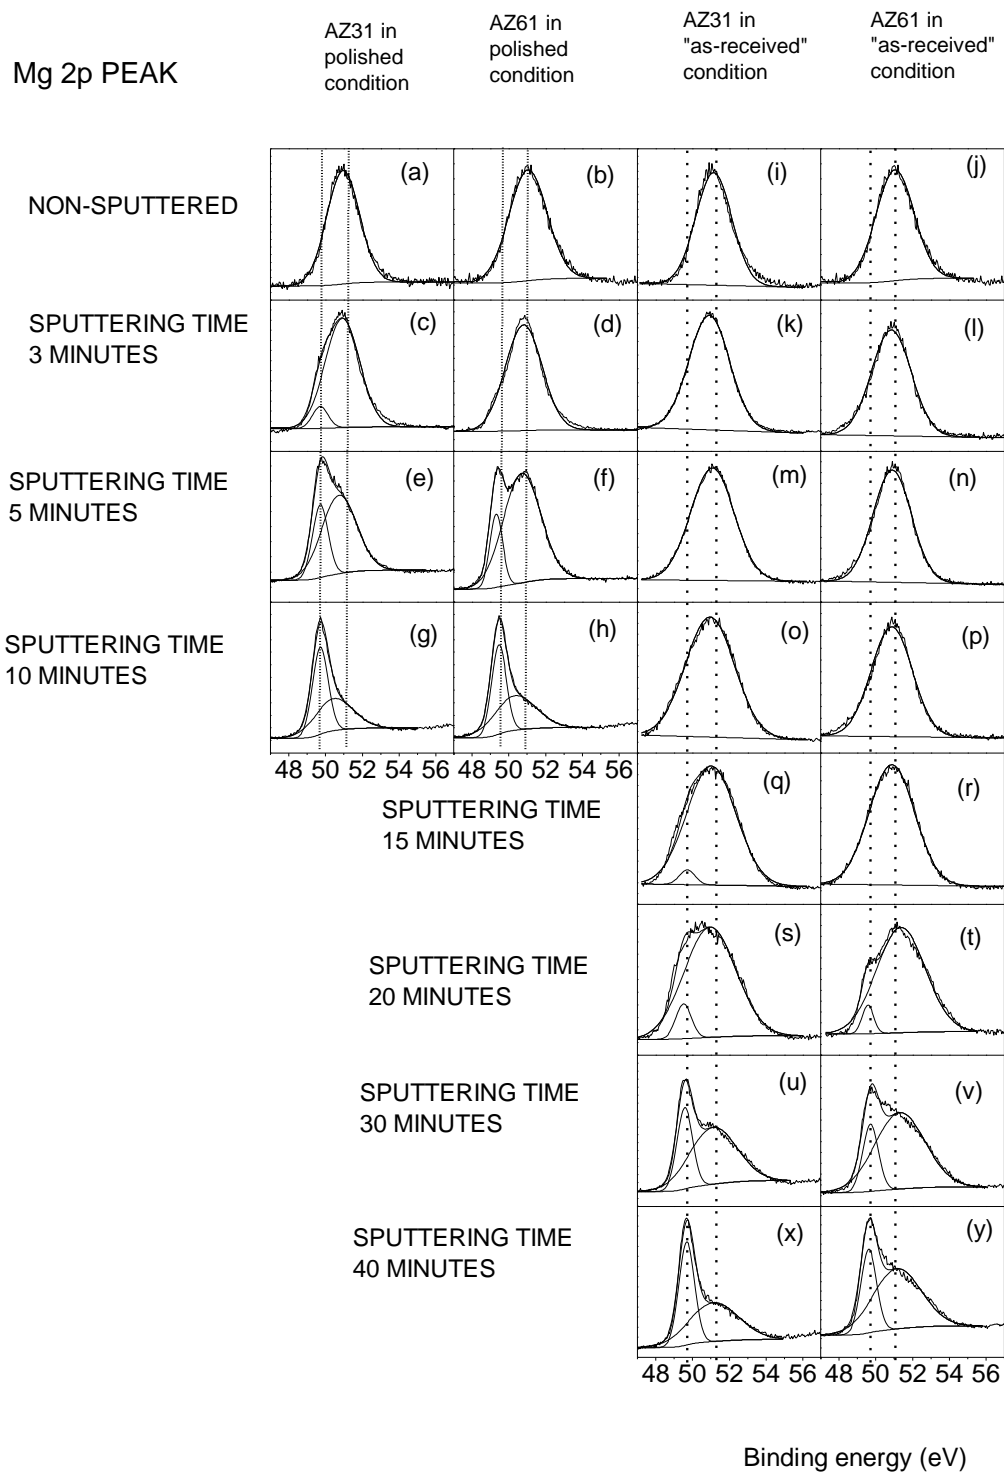 Mg 2p PEAK
AZ31 in
polished
condition
AZ61 in
polished
condition
AZ31 in
"as-received"
condition
AZ61 in
"as-received"
condition
NON-SPUTTERED
(a)
(b)
(i)
(j)
SPUTTERING TIME
3 MINUTES
(c)
(d)
(k)
(l)
SPUTTERING TIME
5 MINUTES
(e)
(f)
(m)
(n)
SPUTTERING TIME
10 MINUTES
(g)
(h)
(o)
(p)
48 50 52 54 56
48 50 52 54 56
SPUTTERING TIME
15 MINUTES
(q)
(r)
SPUTTERING TIME
20 MINUTES
(s)
(t)
SPUTTERING TIME
30 MINUTES
(u)
(v)
SPUTTERING TIME
40 MINUTES
(x)
(y)
48 50 52 54 56
48 50 52 54 56
Binding energy (eV)